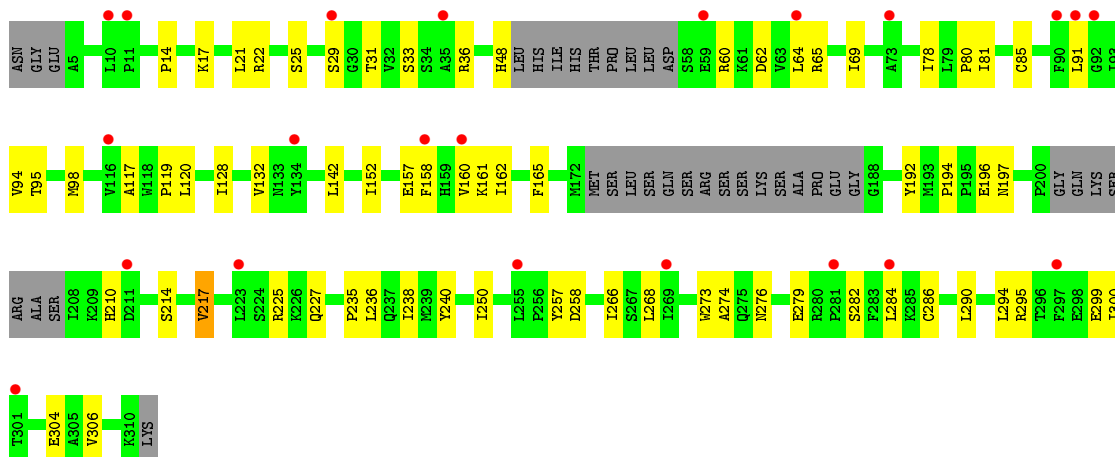 ASN GLY GLU A5 L10 P11 P14 K17 L21 R22 S25 S29 G30 T31 V32 S33 S34 A35 R36 H48 LEU HIS ILE HIS THR PRO LEU LEU ASP S58 E59 R60 K61 D62 V63 L64 R65 I69 A73 I78 L79 P80 I81 C85 F90 L91 G92 I93
V94 T95 M98 V116 A117 W118 P119 L120 I128 V132 N133 Y134 L142 I152 E157 F158 H159 V160 K161 I162 F165 M172 MET SER LEU SER GLN SER ARG SER SER LYS SER ALA PRO GLU GLY G188 Y192 M193 P194 P195 E196 N197 P200 GLY GLN LYS SER
ARG ALA SER I208 K209 H210 D211 S214 V217 L223 S224 R225 K226 Q227 P235 L236 Q237 I238 M239 Y240 I250 L255 P256 Y257 D258 I266 S267 L268 I269 W273 A274 Q275 N276 E279 R280 P281 S282 F283 L284 K285 C286 L290 L294 R295 T296 F297 E298 E299 I300
T301 E304 A305 V306 K310 LYS